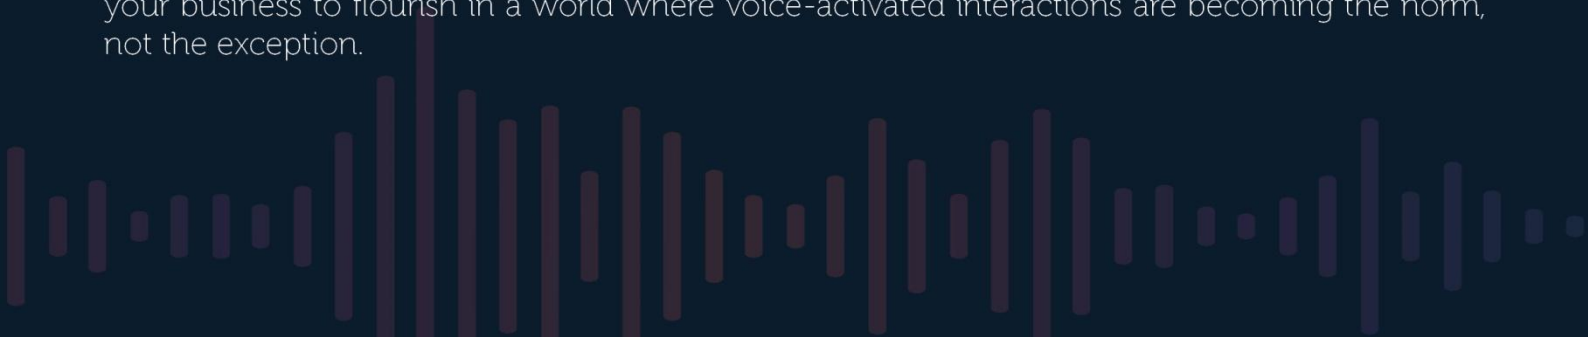 your business to flourish in a world where voice-activated interactions are becoming the norm,
not the exception.